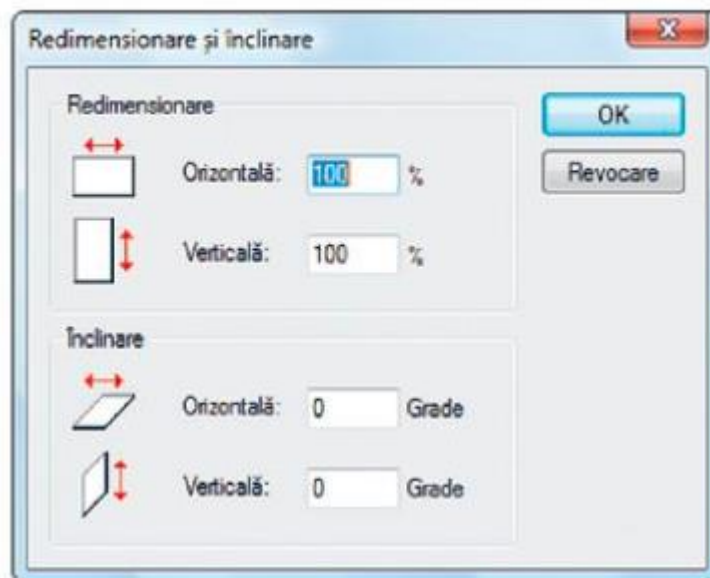 Redimensionare și înclinare
Redimensionare
Orizontală: 100 %
Verticală: 100 %
Înclinare
Orizontală: 0 Grade
Verticală: 0 Grade
OK
Revocare